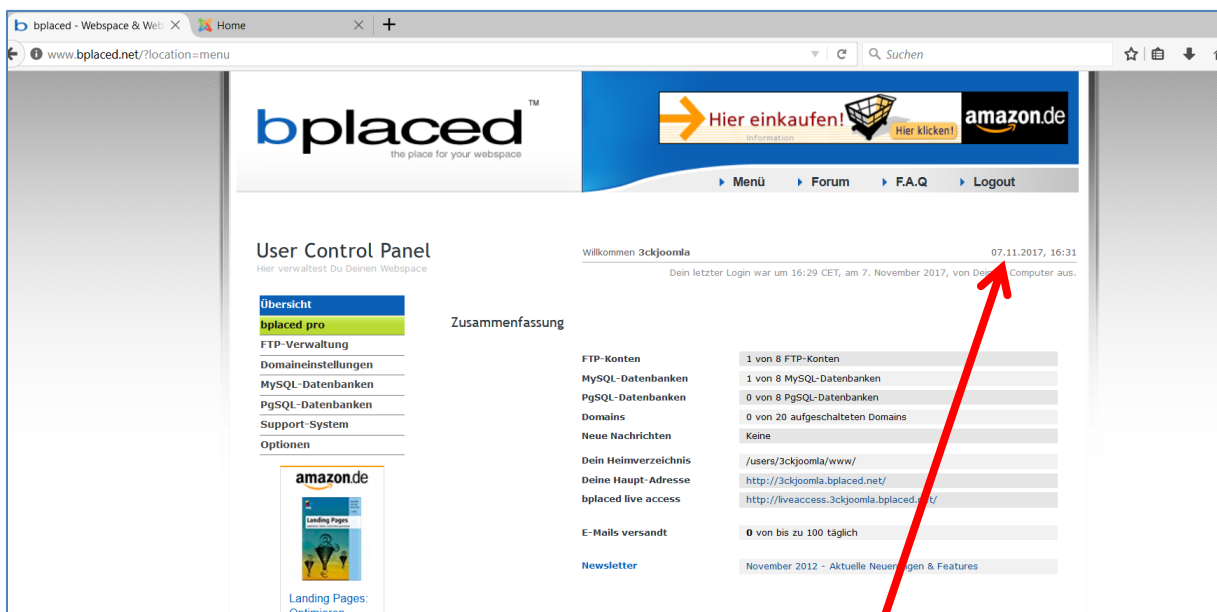 bplaced - Webspace & Web
Home
www.bplaced.net/?location=menu
Suchen
bplaced™
the place for your webspace
Hier einkaufen!
Information
Hier klicken!
amazon.de
Menü Forum F.A.Q Logout
User Control Panel
Hier verwaltest Du Deinen Webspace
Willkommen 3ckjoomla 07.11.2017, 16:31
Dein letzter Login war um 16:29 CET, am 7. November 2017, von Computer aus.
Übersicht
bplaced pro
FTP-Verwaltung
Domaineinstellungen
MySQL-Datenbanken
PgSQL-Datenbanken
Support-System
Optionen
Zusammenfassung
FTP-Konten 1 von 8 FTP-Konten
MySQL-Datenbanken 1 von 8 MySQL-Datenbanken
PgSQL-Datenbanken 0 von 8 PgSQL-Datenbanken
Domains 0 von 20 aufgeschalteten Domains
Neue Nachrichten Keine
Dein Heimverzeichnis /users/3ckjoomla/www/
Deine Haupt-Adresse http://3ckjoomla.bplaced.net/
bplaced live access http://liveaccess.3ckjoomla.bplaced.net/
E-Mails versandt 0 von bis zu 100 täglich
Newsletter November 2012 - Aktuelle Neuerungen & Features
amazon.de
Landing Pages
Landing Pages:
Optimieren